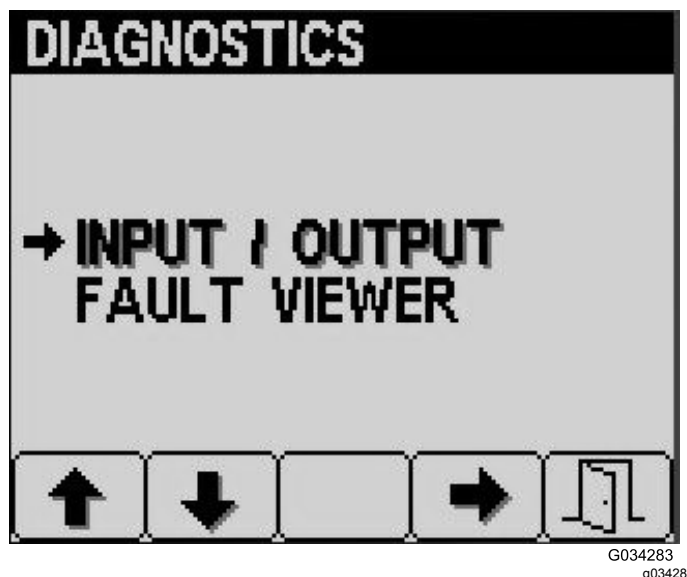 DIAGNOSTICS
INPUT / OUTPUT
FAULT VIEWER
G034283
g03428